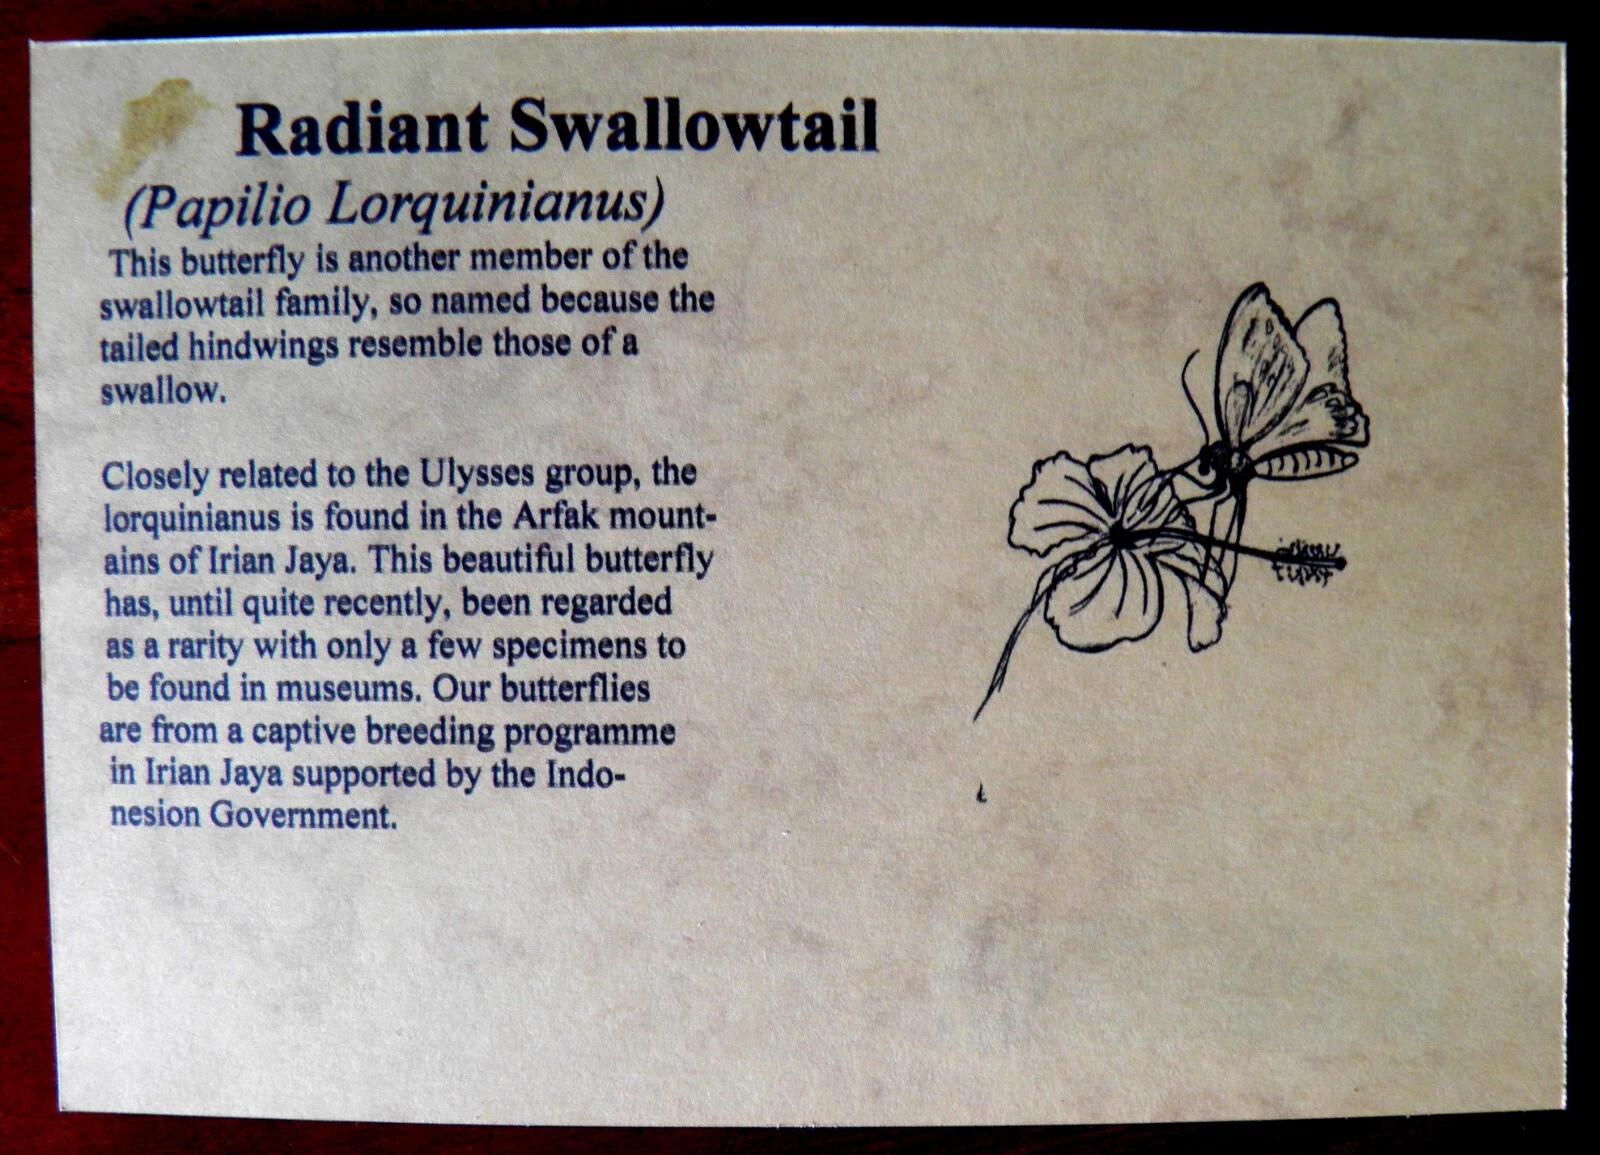 Radiant Swallowtail
(Papilio Lorquinianus)
This butterfly is another member of the
swallowtail family, so named because the
tailed hindwings resemble those of a
swallow.
Closely related to the Ulysses group, the
lorquinianus is found in the Arfak mount-
ains of Irian Jaya. This beautiful butterfly
has, until quite recently, been regarded
as a rarity with only a few specimens to
be found in museums. Our butterflies
are from a captive breeding programme
in Irian Jaya supported by the Indo-
nesion Government.